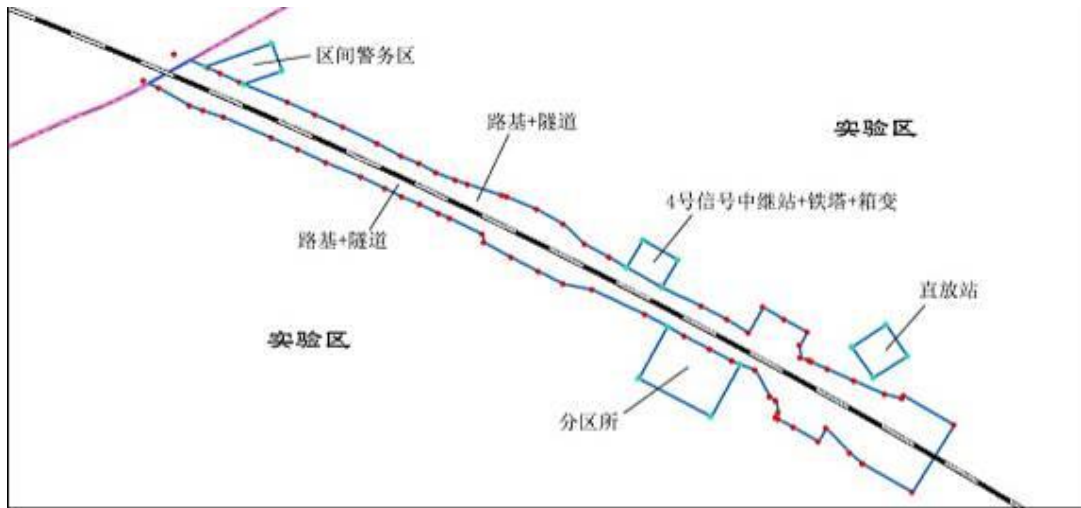 区间警务区
路基+隧道
实验区
4号信号中继站+铁塔+箱变
路基+隧道
直放站
实验区
分区所